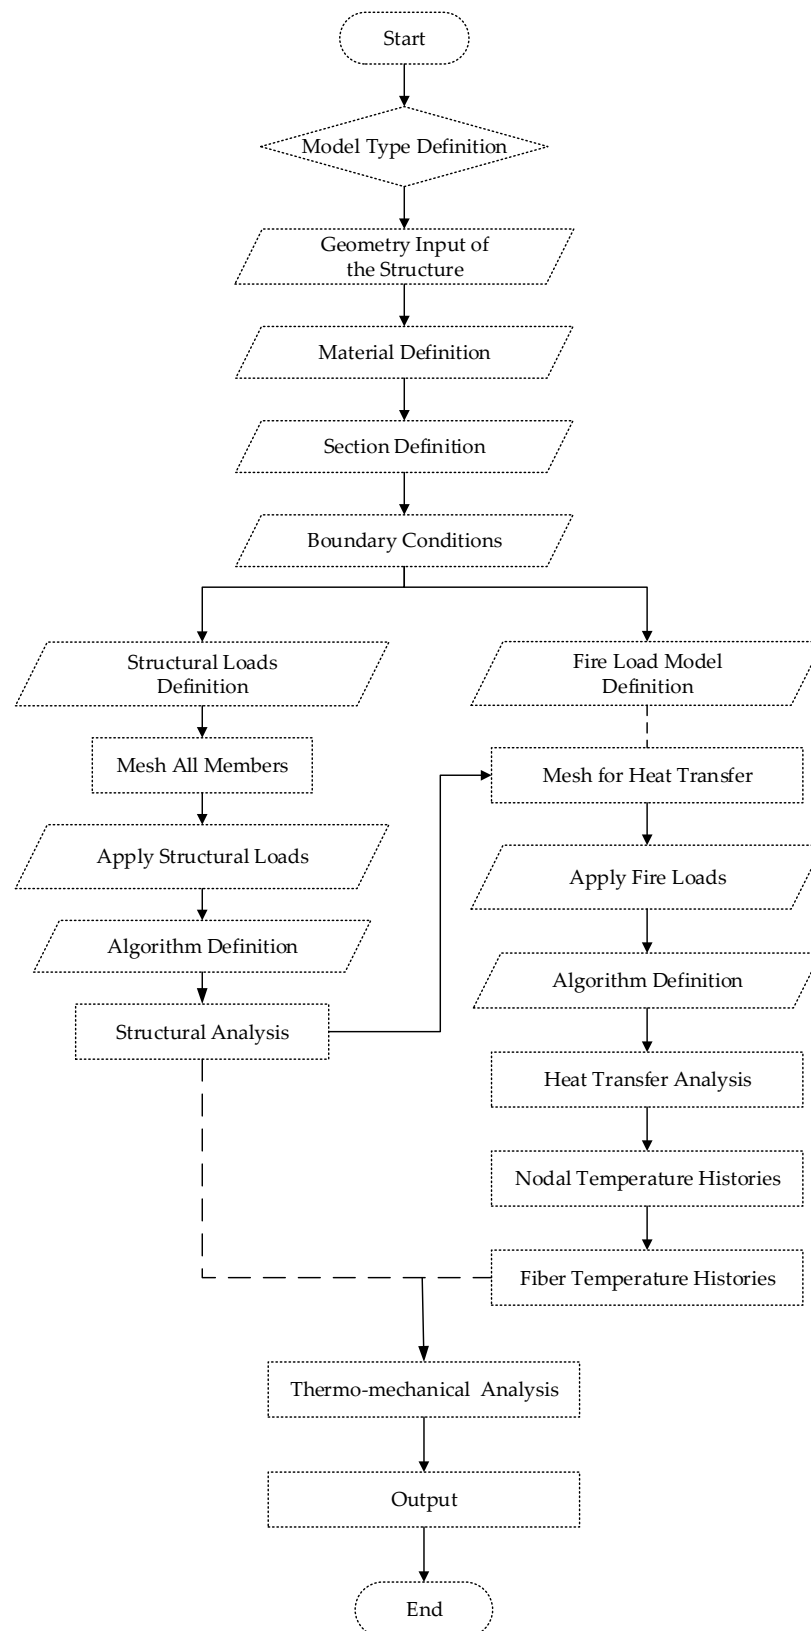 Start
Model Type Definition
Geometry Input of
the Structure
Material Definition
Section Definition
Boundary Conditions
Structural Loads
Definition
Mesh All Members
Apply Structural Loads
Algorithm Definition
Structural Analysis
Fire Load Model
Definition
Mesh for Heat Transfer
Apply Fire Loads
Algorithm Definition
Heat Transfer Analysis
Nodal Temperature Histories
Fiber Temperature Histories
Thermo-mechanical Analysis
Output
End